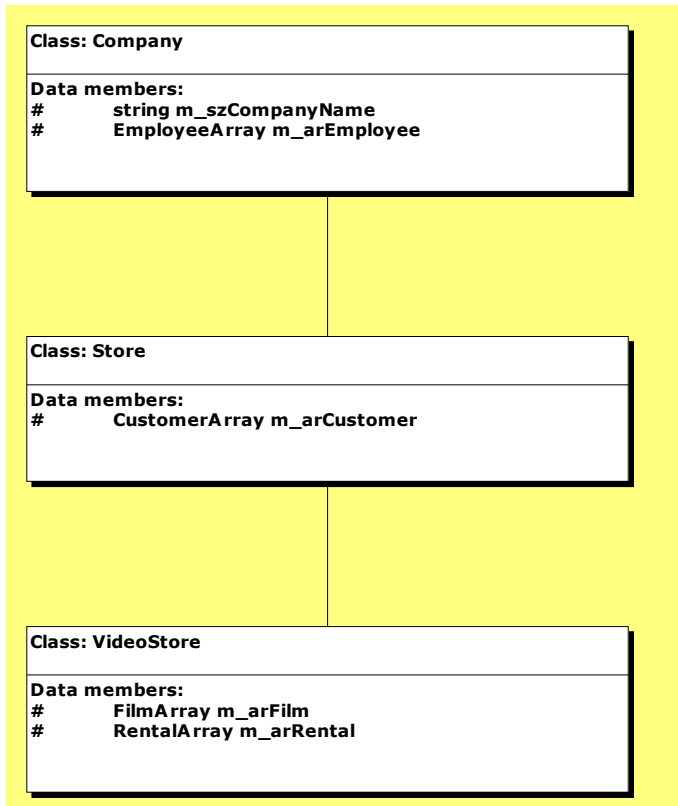 Class: Company
Data members:
# string m_szCompanyName
# EmployeeArray m_arEmployee
Class: Store
Data members:
# CustomerArray m_arCustomer
Class: VideoStore
Data members:
# FilmArray m_arFilm
# RentalArray m_arRental